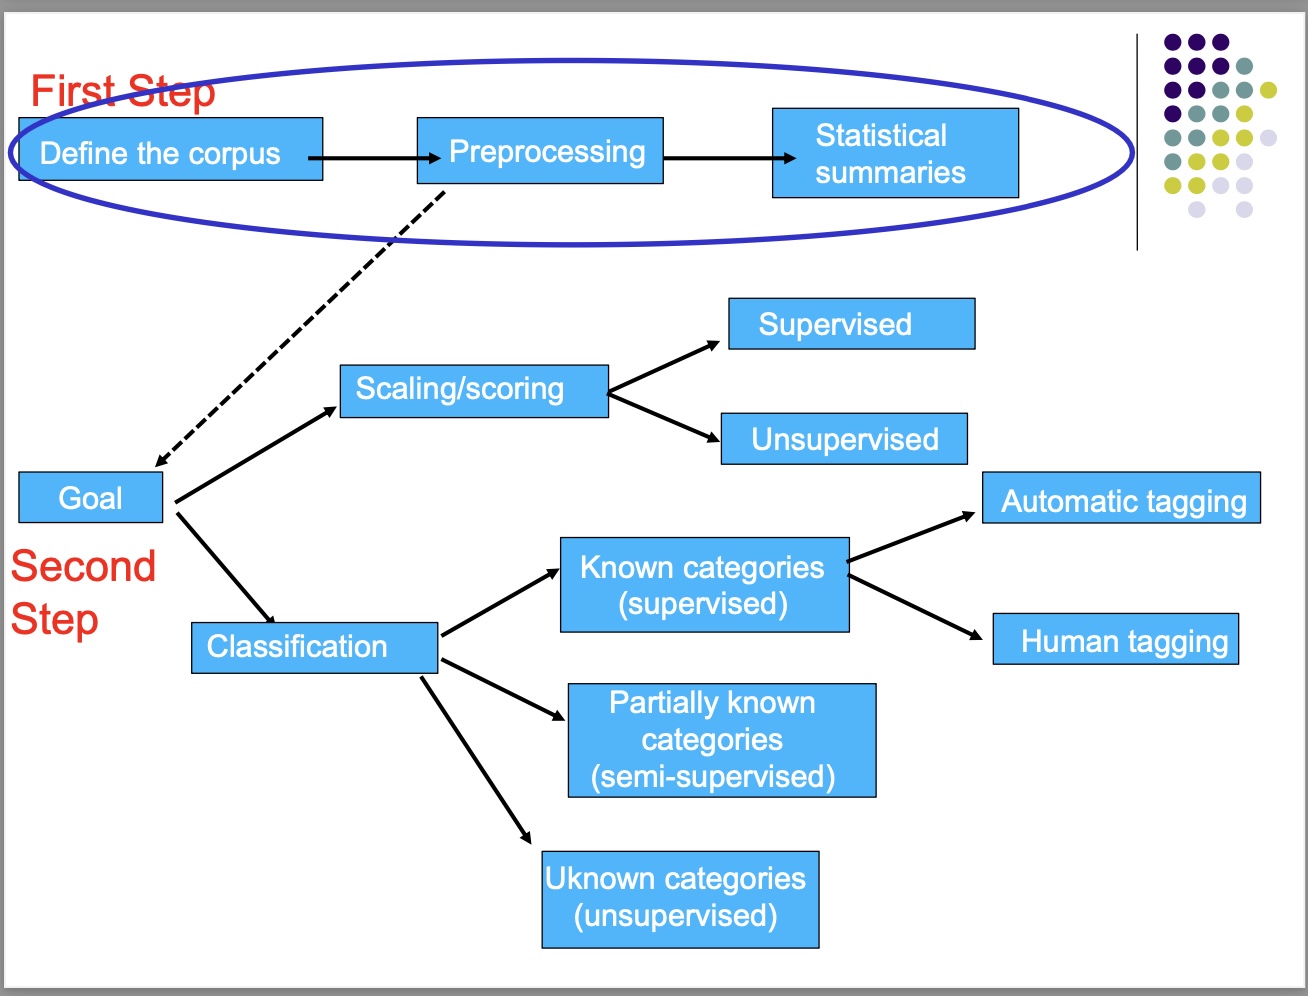 First Step
Define the corpus
Preprocessing
Statistical
summaries
Supervised
Scaling/scoring
Unsupervised
Goal
Automatic tagging
Second
Step
Known categories
(supervised)
Human tagging
Classification
Partially known
categories
(semi-supervised)
Uknown categories
(unsupervised)